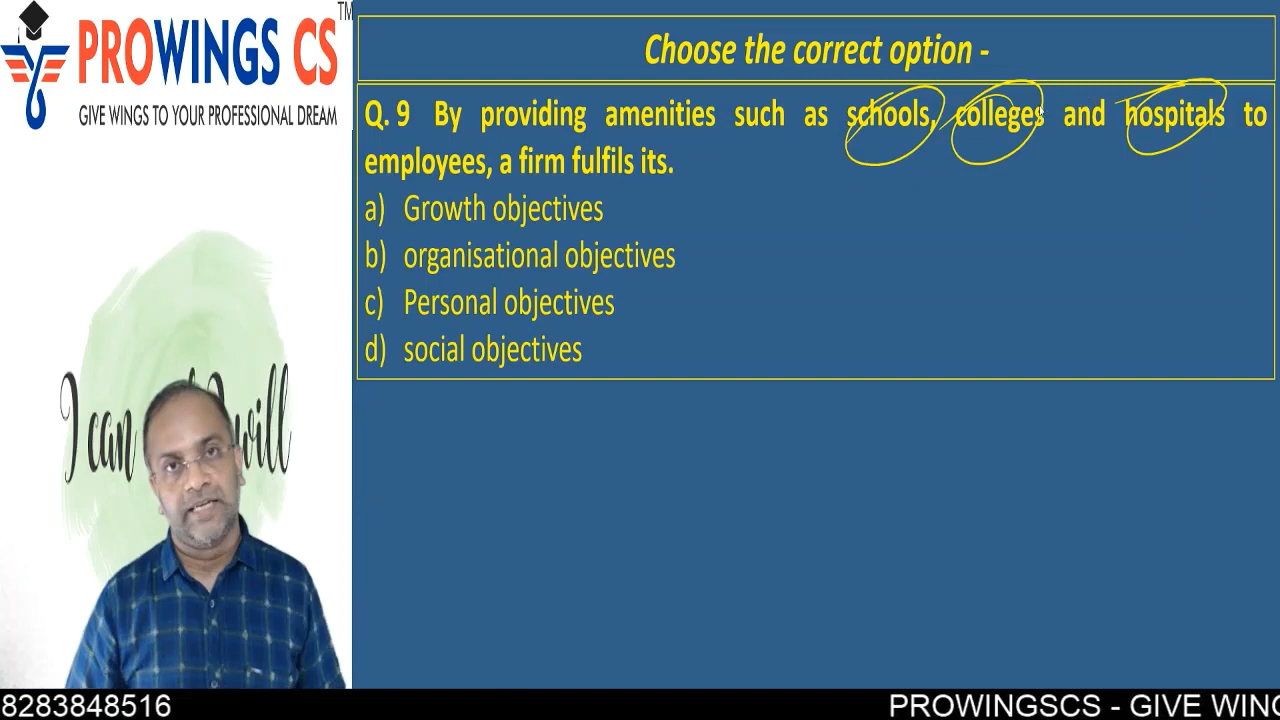 TM
PROWINGS CS
GIVE WINGS TO YOUR PROFESSIONAL DREAM
Choose the correct option -
Q. 9 By providing amenities such as schools, colleges and hospitals to
employees, a firm fulfils its.
a) Growth objectives
b) organisational objectives
c) Personal objectives
d) social objectives
I can will
8283848516 PROWINGSCS - GIVE WING